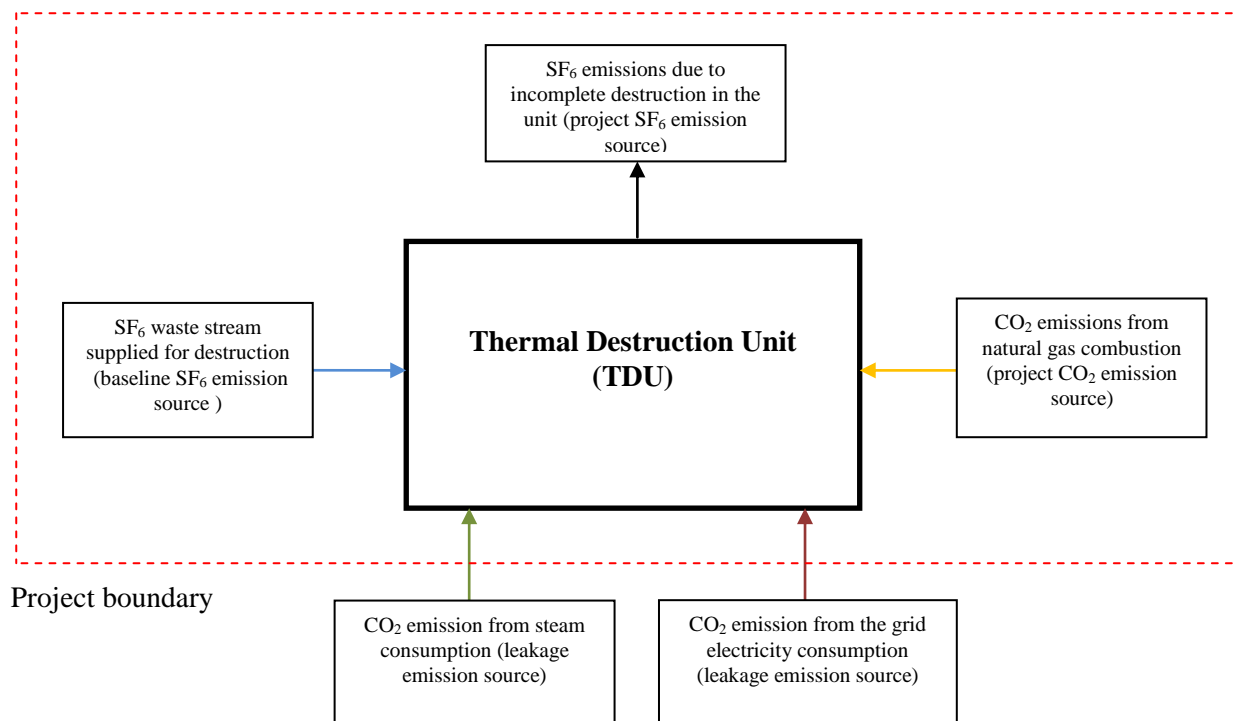 SF₆ emissions due to
incomplete destruction in the
unit (project SF₆ emission
source)
SF₆ waste stream
supplied for destruction
(baseline SF₆ emission
source )
Thermal Destruction Unit
(TDU)
CO₂ emissions from
natural gas combustion
(project CO₂ emission
source)
Project boundary
CO₂ emission from steam
consumption (leakage
emission source)
CO₂ emission from the grid
electricity consumption
(leakage emission source)